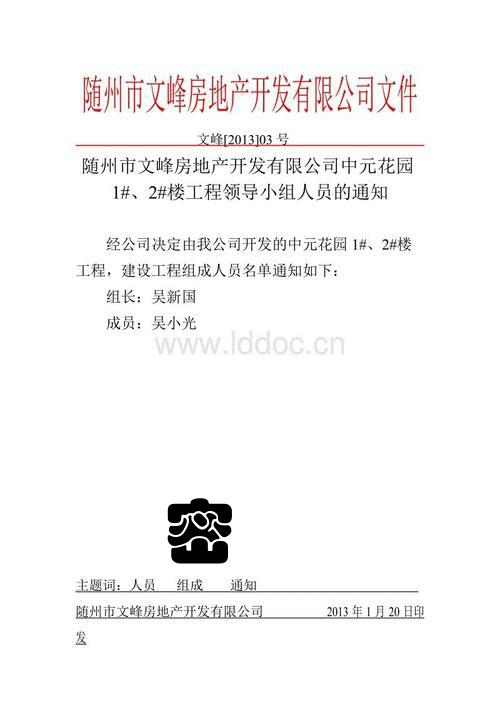 随州市文峰房地产开发有限公司文件
文峰[2013]03 号
随州市文峰房地产开发有限公司中元花园
1#、2#楼工程领导小组人员的通知
经公司决定由我公司开发的中元花园 1#、2#楼
工程，建设工程组成人员名单通知如下：
组长：吴新国
成员：吴小光
www.lddoc.cn
主题词：人员 组成 通知
随州市文峰房地产开发有限公司 2013 年 1 月 20 日印
发